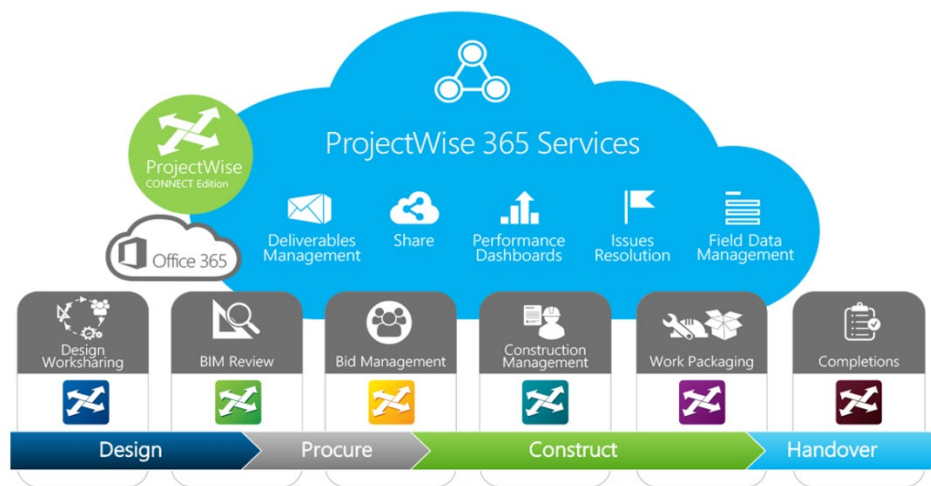 ProjectWise 365 Services
ProjectWise
CONNECT Edition
Office 365
Deliverables
Management
Share
Performance
Dashboards
Issues
Resolution
Field Data
Management
Design
Worksharing
BIM Review
Bid Management
Construction
Management
Work Packaging
Completions
Design
Procure
Construct
Handover